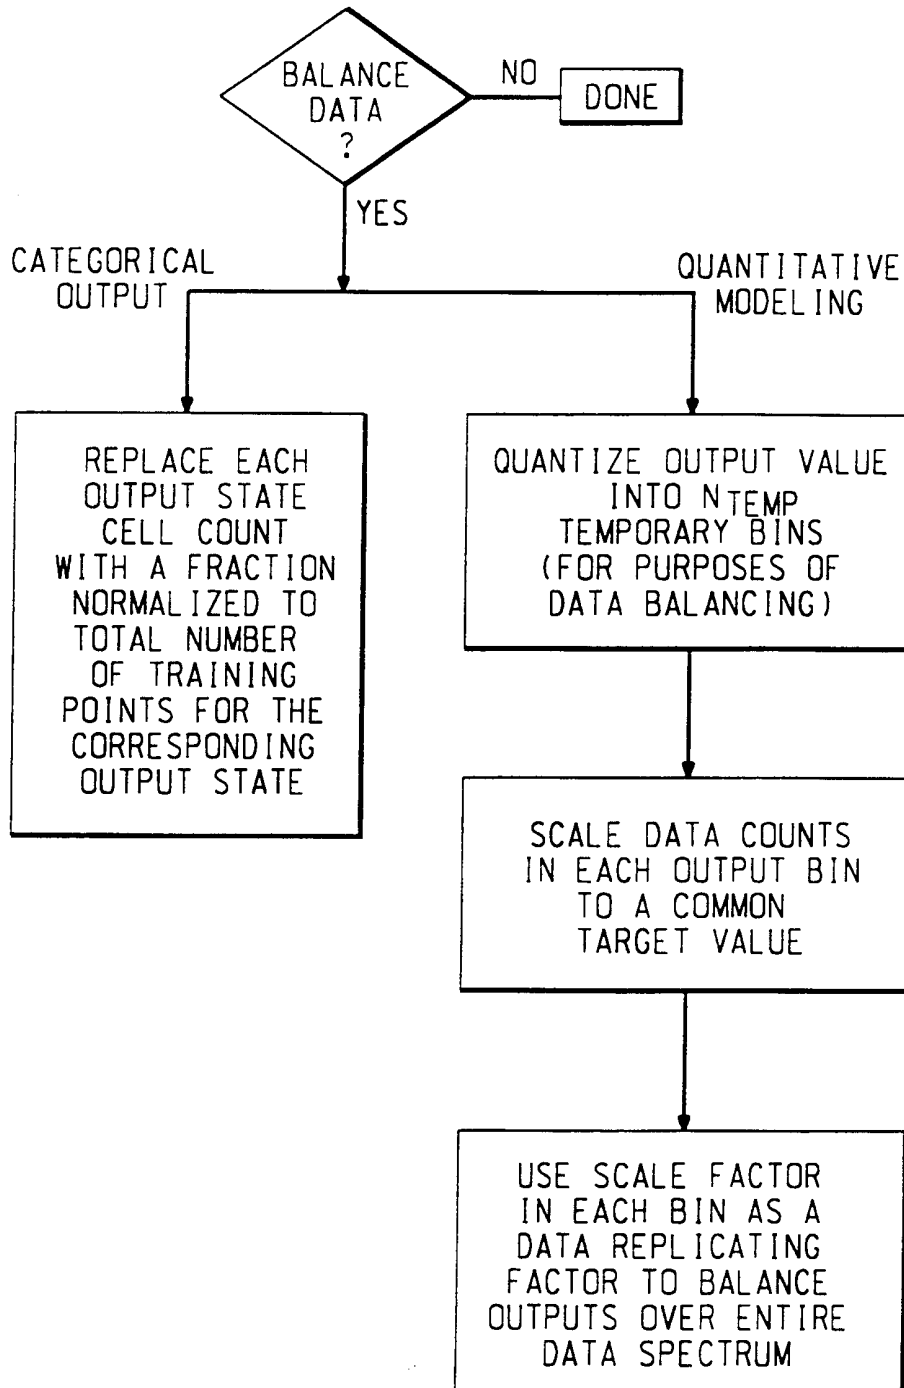 BALANCE
DATA
?
NO
DONE
YES
CATEGORICAL
OUTPUT
QUANTITATIVE
MODELING
REPLACE EACH
OUTPUT STATE
CELL COUNT
WITH A FRACTION
NORMALIZED TO
TOTAL NUMBER
OF TRAINING
POINTS FOR THE
CORRESPONDING
OUTPUT STATE
QUANTIZE OUTPUT VALUE
INTO NTEMP
TEMPORARY BINS
(FOR PURPOSES OF
DATA BALANCING)
SCALE DATA COUNTS
IN EACH OUTPUT BIN
TO A COMMON
TARGET VALUE
USE SCALE FACTOR
IN EACH BIN AS A
DATA REPLICATING
FACTOR TO BALANCE
OUTPUTS OVER ENTIRE
DATA SPECTRUM